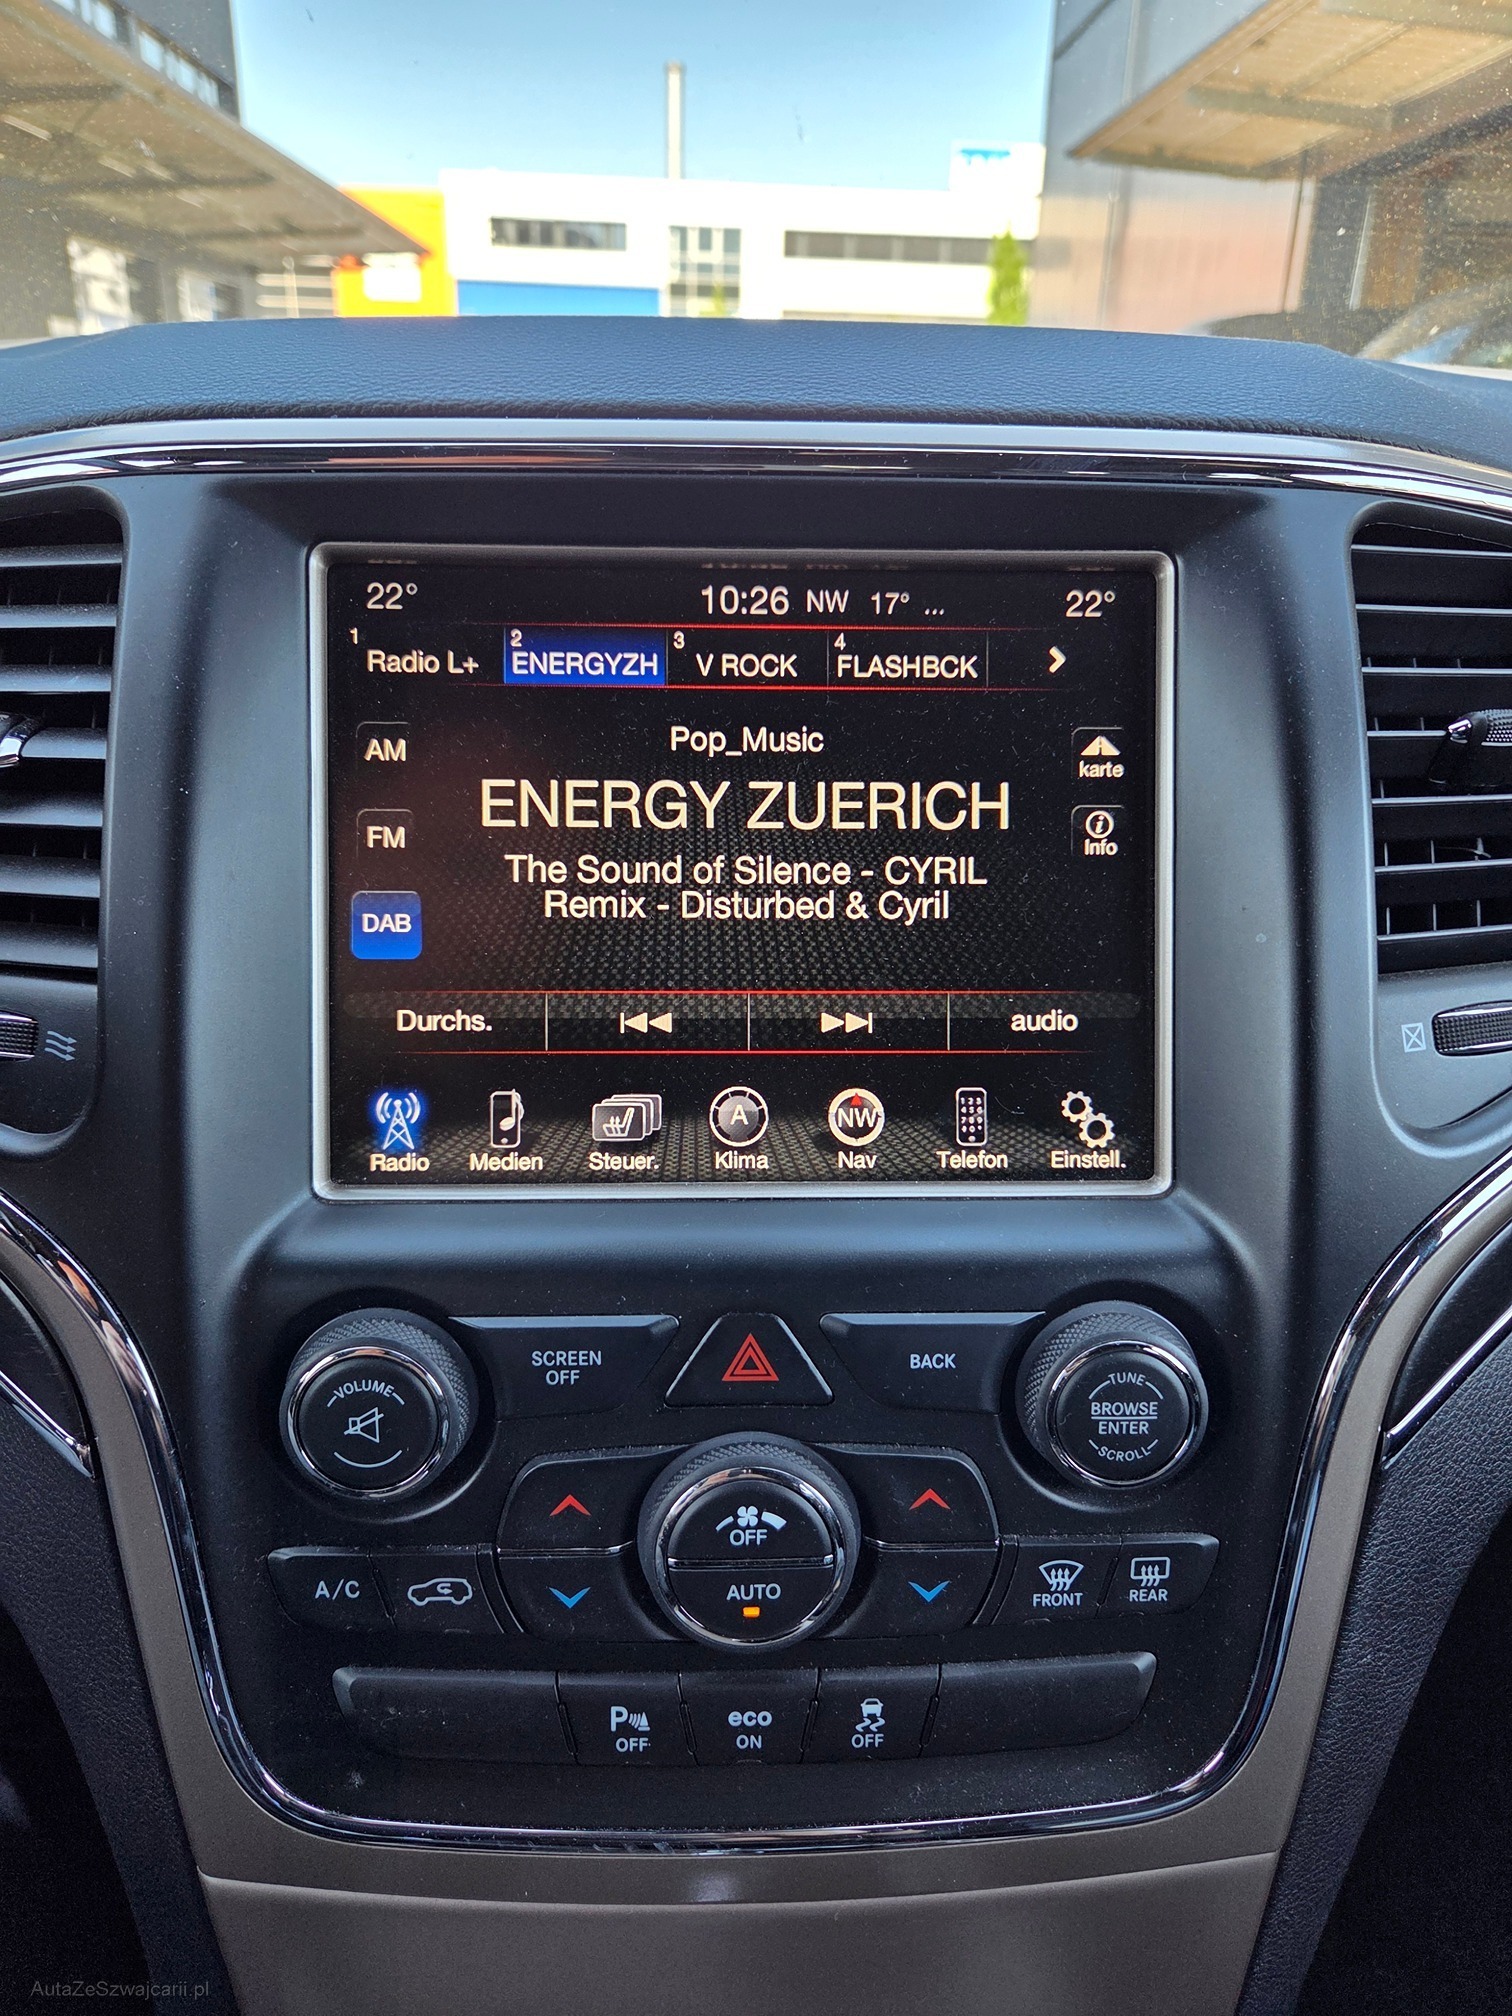 22° 10:26 NW 17° ... 22°
1 Radio L+ 2 ENERGYZH 3 V ROCK 4 FLASHBCK
Pop_Music
AM
karte
ENERGY ZUERICH
FM
Info
The Sound of Silence - CYRIL
Remix - Disturbed & Cyril
DAB
Durchs. audio
A NW
Radio Medien Steuer. Klima Nav Telefon Einstell.
VOLUME
SCREEN
OFF
BACK
TUNE
BROWSE
ENTER
SCROLL
OFF
AUTO
A/C
FRONT
REAR
P
OFF
eco
ON
OFF
AutaZeSzwajcarii.pl